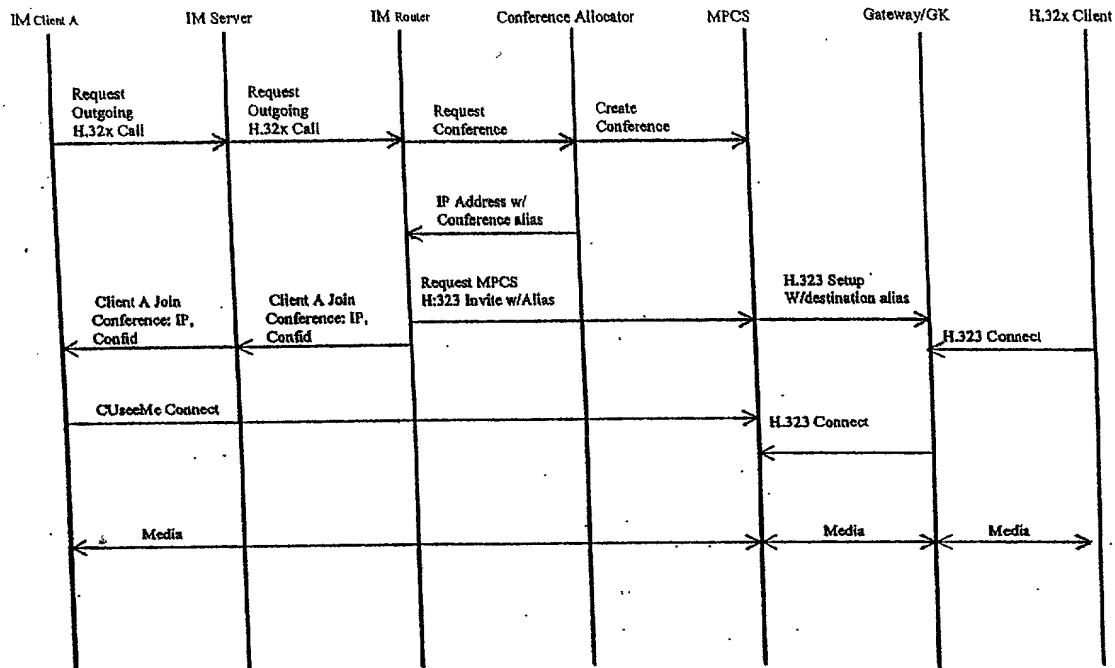 IM Client A
IM Server
IM Router
Conference Allocator
MPCS
Gateway/GK
H.32x Client
Request
Outgoing
H.32x Call
Request
Outgoing
H.32x Call
Request
Conference
Create
Conference
IP Address w/
Conference alias
Request MPCS
H:323 Invite w/Alias
H.323 Setup
W/destination alias
Client A Join
Conference: IP,
Confid
Client A Join
Conference: IP,
Confid
H.323 Connect
CUseeMe Connect
H.323 Connect
Media
Media
Media